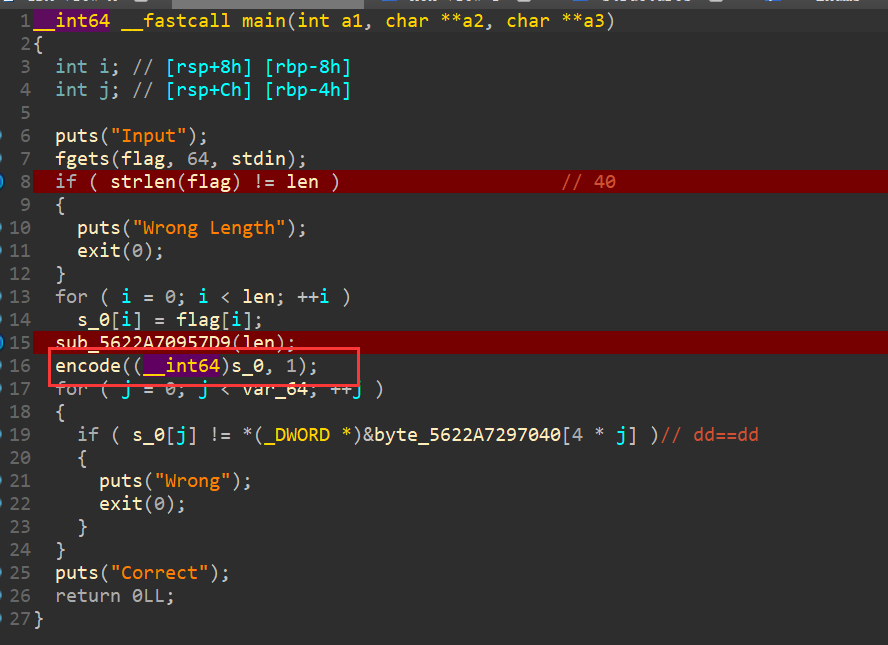 1 __int64 __fastcall main(int a1, char **a2, char **a3)
2 {
3 int i; // [rsp+8h] [rbp-8h]
4 int j; // [rsp+Ch] [rbp-4h]
5
6 puts("Input");
7 fgets(flag, 64, stdin);
8 if ( strlen(flag) != len ) // 40
9 {
10 puts("Wrong Length");
11 exit(0);
12 }
13 for ( i = 0; i < len; ++i )
14 s_0[i] = flag[i];
15 sub_5622A70957D9(len);
16 encode((__int64)s_0, 1);
17 for ( j = 0; j < var_64; ++j )
18 {
19 if ( s_0[j] != *(_DWORD *)&byte_5622A7297040[4 * j] )// dd==dd
20 {
21 puts("Wrong");
22 exit(0);
23 }
24 }
25 puts("Correct");
26 return 0LL;
27 }